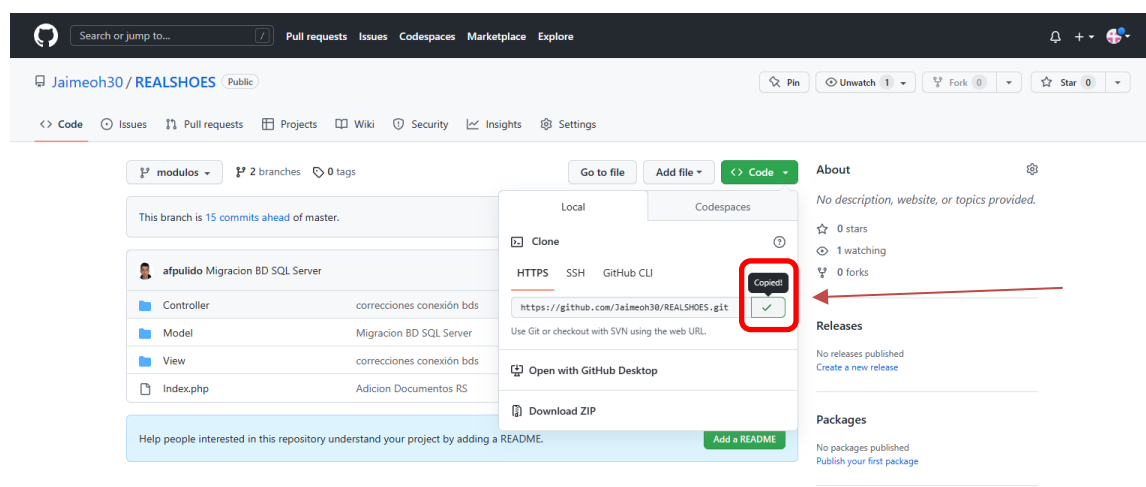 Search or jump to... / Pull requests Issues Codespaces Marketplace Explore
Jaimeoh30 / REALSHOES Public Pin Unwatch 1 Fork 0 Star 0
<> Code Issues Pull requests Projects Wiki Security Insights Settings
modulos 2 branches 0 tags Go to file Add file <> Code
This branch is 15 commits ahead of master.
afpulido Migracion BD SQL Server
Controller correcciones conexión bds
Model Migracion BD SQL Server
View correcciones conexión bds
Index.php Adicion Documentos RS
Help people interested in this repository understand your project by adding a README. Add a README
Local Codespaces
Clone
HTTPS SSH GitHub CLI
Copied!
https://github.com/Jaimeoh30/REALSHOES.git
Use Git or checkout with SVN using the web URL.
Open with GitHub Desktop
Download ZIP
About
No description, website, or topics provided.
0 stars
1 watching
0 forks
Releases
No releases published
Create a new release
Packages
No packages published
Publish your first package